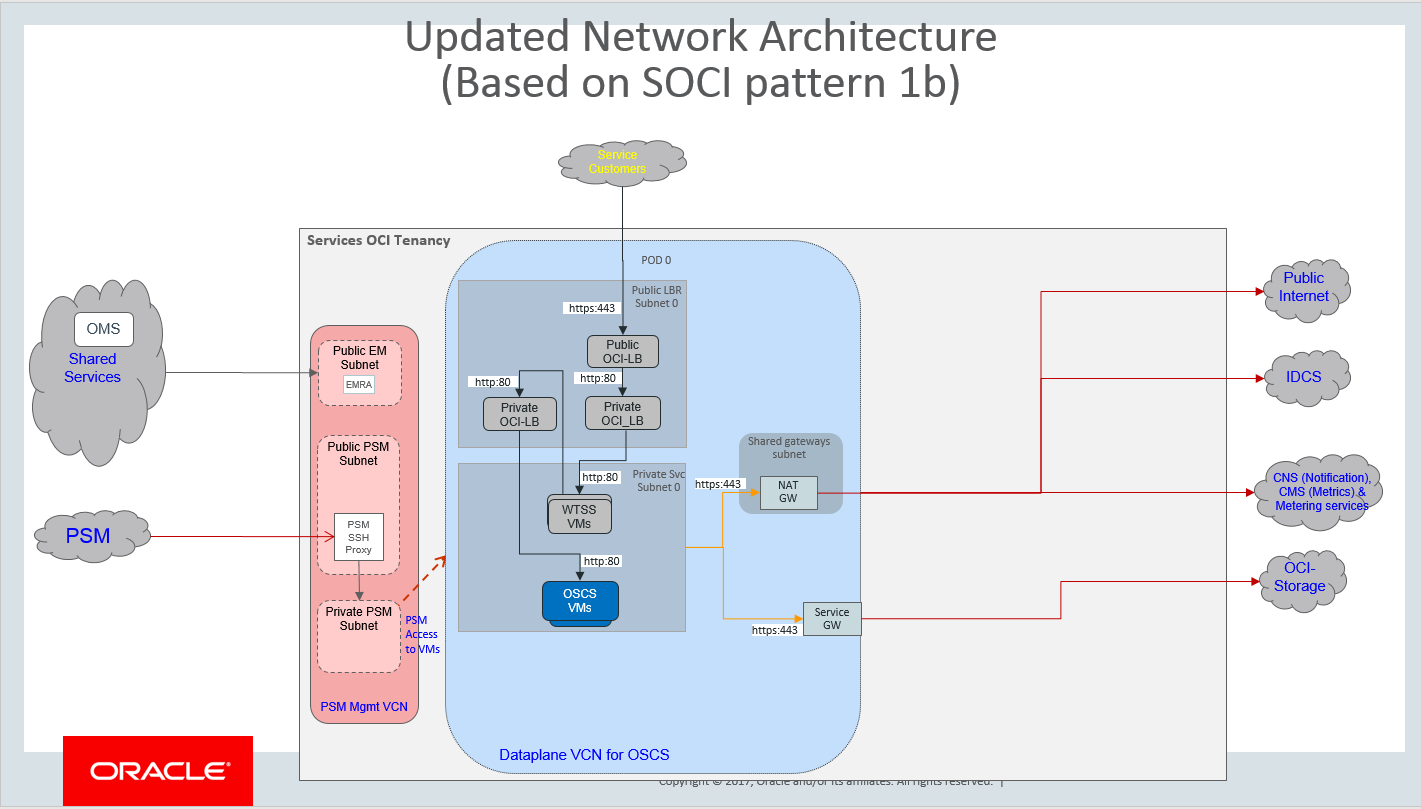 Updated Network Architecture
(Based on SOCI pattern 1b)
Service
Customers
Services OCI Tenancy
POD 0
Public LBR
Subnet 0
https:443
Public
OCI-LB
http:80
http:80
Private
OCI-LB
Private
OCI_LB
OMS
Shared
Services
Public EM
Subnet
EMRA
Public PSM
Subnet
PSM
SSH
Proxy
PSM
Private PSM
Subnet
PSM
Access
to VMs
PSM Mgmt VCN
Private Svc
Subnet 0
http:80
WTSS
VMs
http:80
OSCS
VMs
Shared gateways
subnet
https:443
NAT
GW
https:443
Service
GW
Dataplane VCN for OSCS
Public
Internet
IDCS
CNS (Notification),
CMS (Metrics) &
Metering services
OCI-
Storage
ORACLE®
Copyright © 2017, Oracle and/or its affiliates. All rights reserved. |